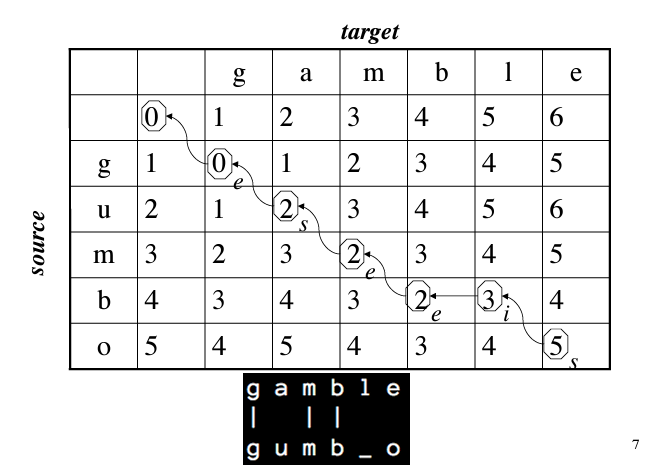 target
g a m b l e
0 1 2 3 4 5 6
g 1 0 e 1 2 3 4 5
u 2 1 2 s 3 4 5 6
source
m 3 2 3 2 e 3 4 5
b 4 3 4 3 2 e 3 i 4
o 5 4 5 4 3 4 5 s
g a m b l e
| | |
g u m b _ o
7